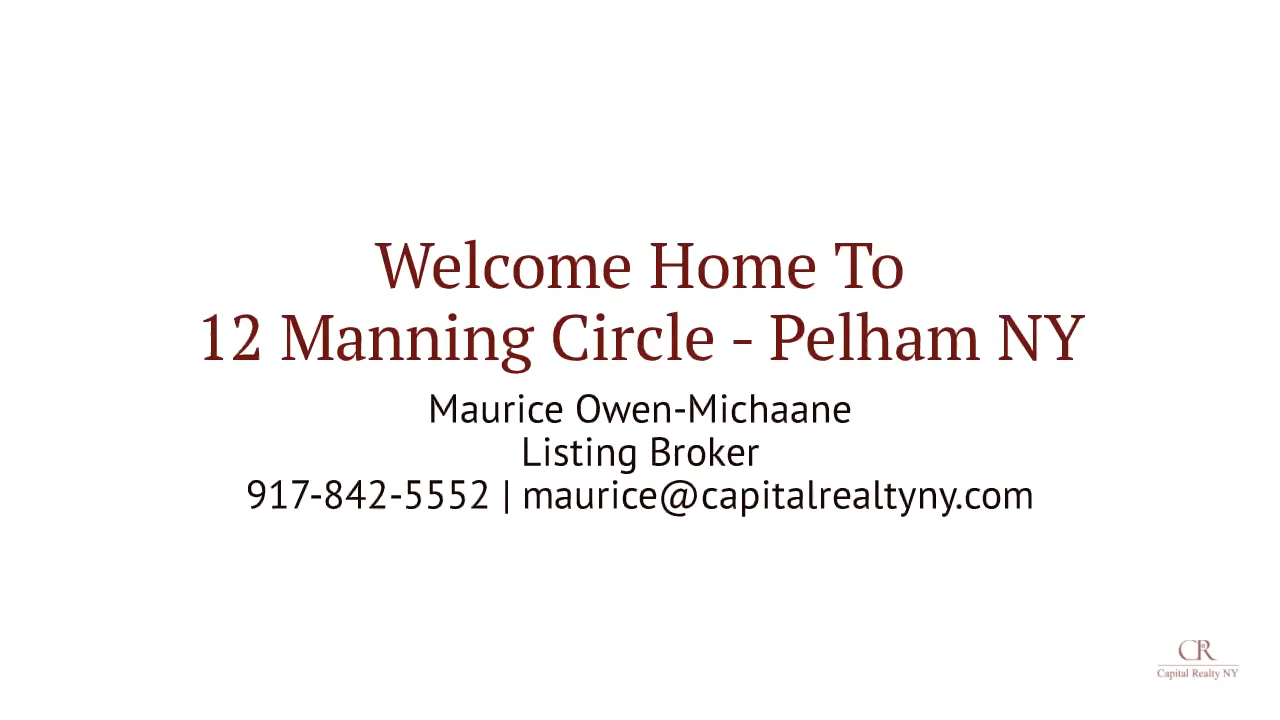 Welcome Home To
12 Manning Circle - Pelham NY
Maurice Owen-Michaane
Listing Broker
917-842-5552 | maurice@capitalrealtyny.com
CR
Capital Realty NY